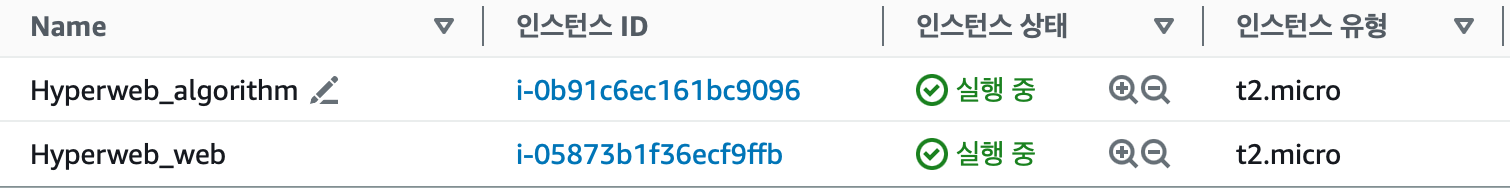 Name 인스턴스 ID 인스턴스 상태 인스턴스 유형
Hyperweb_algorithm i-0b91c6ec161bc9096 실행 중 t2.micro
Hyperweb_web i-05873b1f36ecf9ffb 실행 중 t2.micro